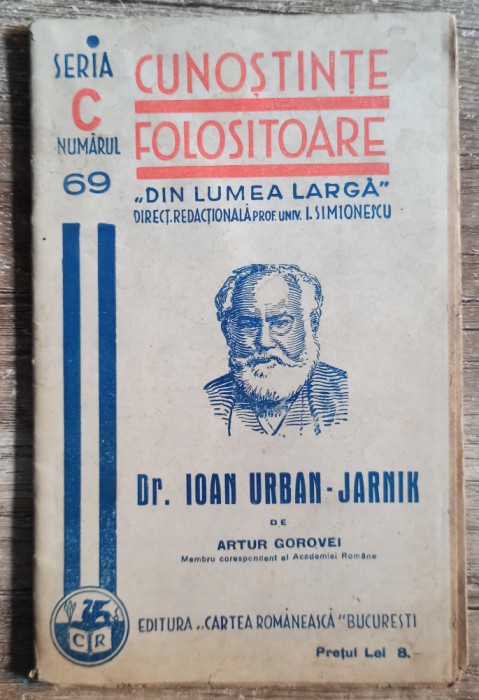 SERIA
C
NUMĂRUL
69
CUNOȘTINȚE
FOLOSITOARE
„DIN LUMEA LARGĂ”
DIRECȚ. REDACȚIONALĂ PROF. UNIV. I. SIMIONESCU
Dr. IOAN URBAN - JARNIK
DE
ARTUR GOROVEI
Membru corespondent al Academiei Române
C R
EDITURA „CARTEA ROMÂNEASCĂ” BUCUREȘTI
Prețul Lei 8.-